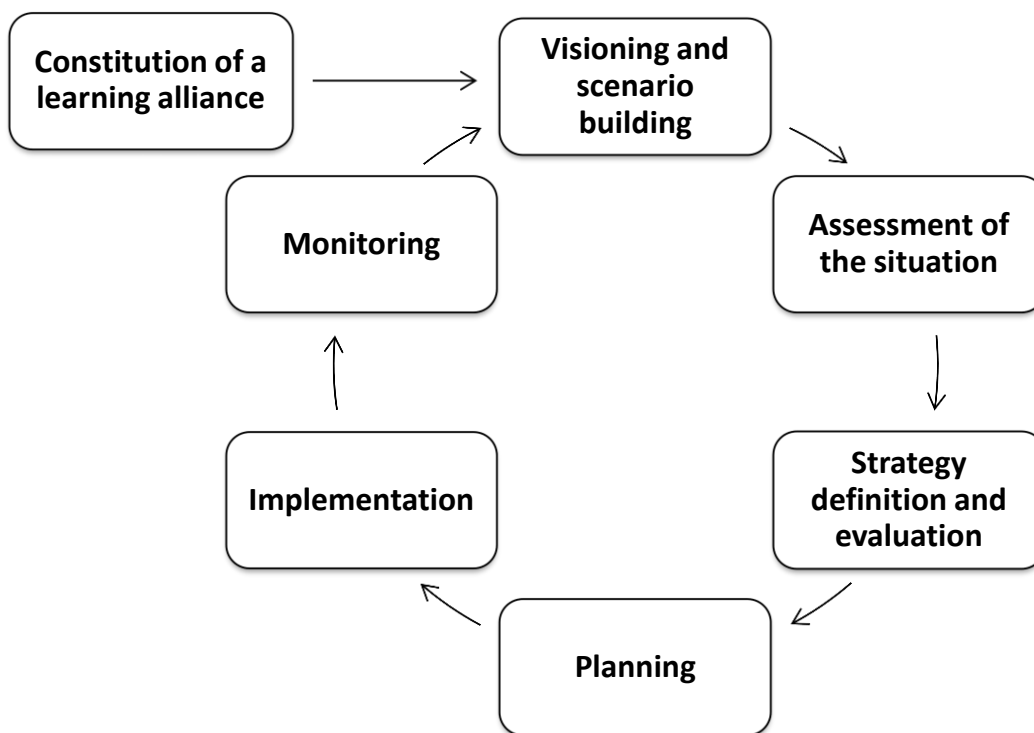 Constitution of a
learning alliance
Visioning and
scenario
building
Monitoring
Assessment of
the situation
Implementation
Strategy
definition and
evaluation
Planning